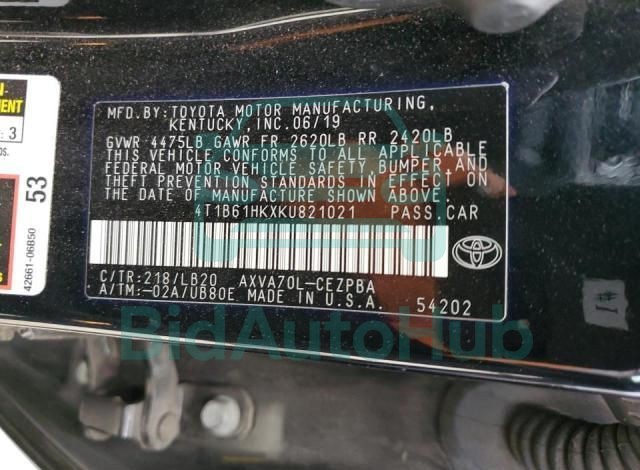 MFD.BY: TOYOTA MOTOR MANUFACTURING,
KENTUCKY, INC. 06/19
GVWR 4475LB GAWR FR 2620LB RR 2420LB
THIS VEHICLE CONFORMS TO ALL APPLICABLE
FEDERAL MOTOR VEHICLE SAFETY, BUMPER, AND
THEFT PREVENTION STANDARDS IN EFFECT ON
THE DATE OF MANUFACTURE SHOWN ABOVE.
4T1B61HKXKU821021 PASS.CAR
C/TR:218/LB20 AXVA70L-CEZPBA
A/TM:-02A/UB80E MADE IN U.S.A. 54202
3
53
42661-06B50
BidAutoHub